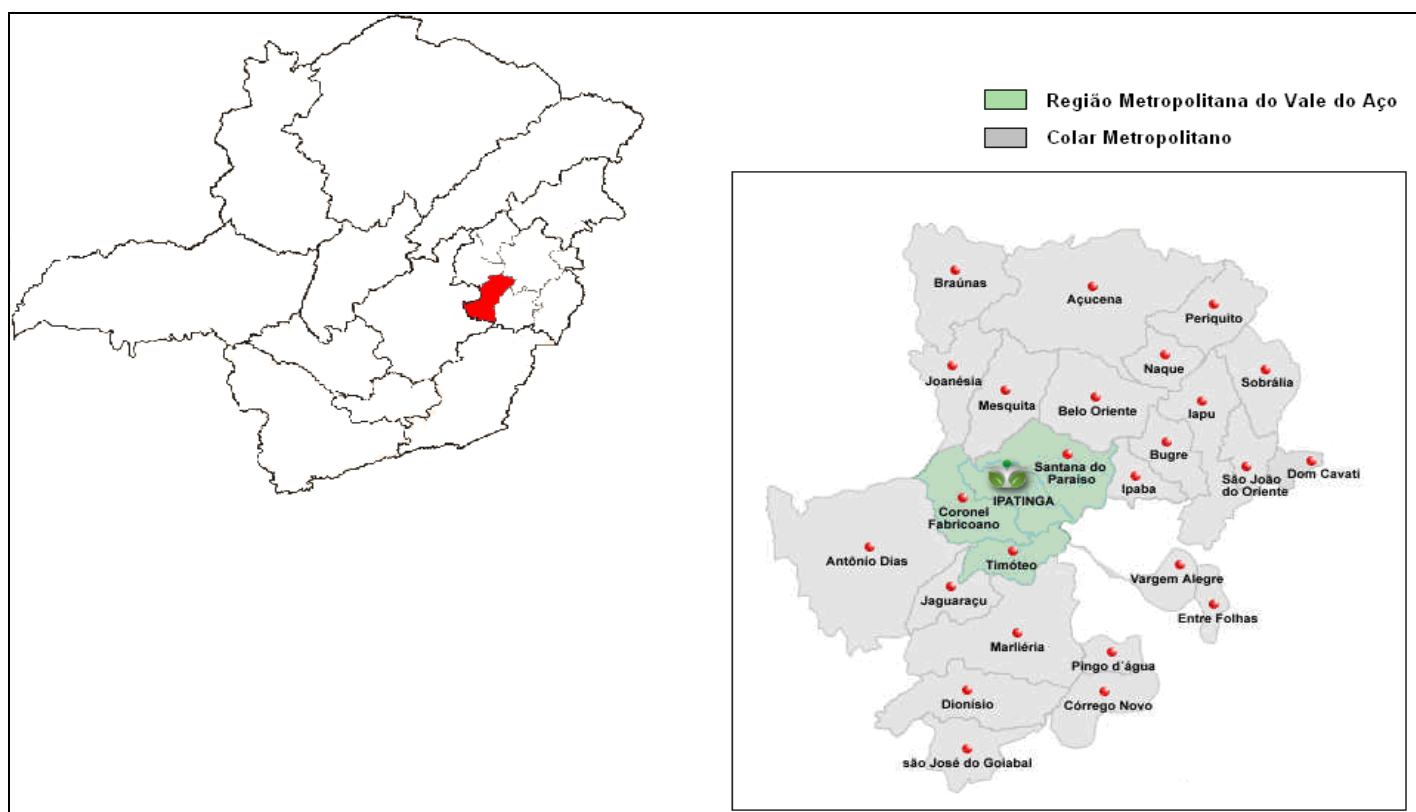 Região Metropolitana do Vale do Aço
Colar Metropolitano
Braúnas
Açucena
Periquito
Naque
Joanésia
Sobrália
Mesquita
Belo Oriente
Iapu
Bugre
Santana do
Paraíso
Ipaba
São João
do Oriente
Dom Cavati
IPATINGA
Coronel
Fabricoano
Antônio Dias
Timóteo
Vargem Alegre
Jaguaraçu
Entre Folhas
Marliéria
Pingo d´água
Dionísio
Córrego Novo
são José do Goiabal